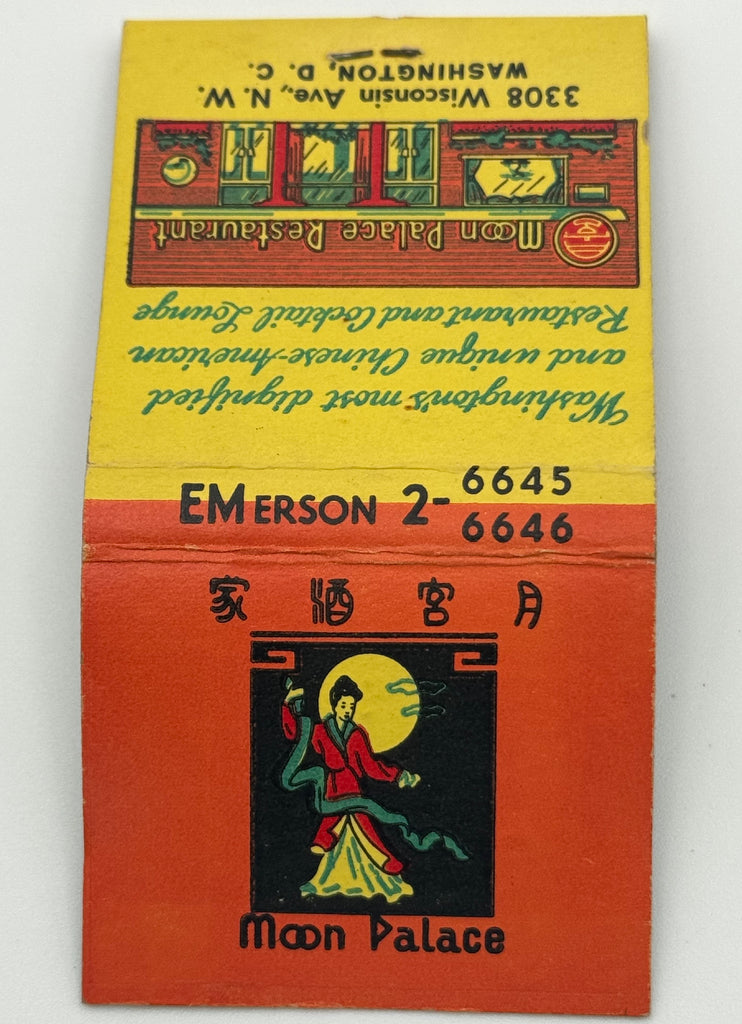 Washington's most dignified
and unique Chinese-American
Restaurant and Cocktail Lounge
Moon Palace Restaurant
3308 Wisconsin Ave., N. W.
WASHINGTON, D. C.
EMERSON 2- 6645
6646
月宮酒家
Moon Palace